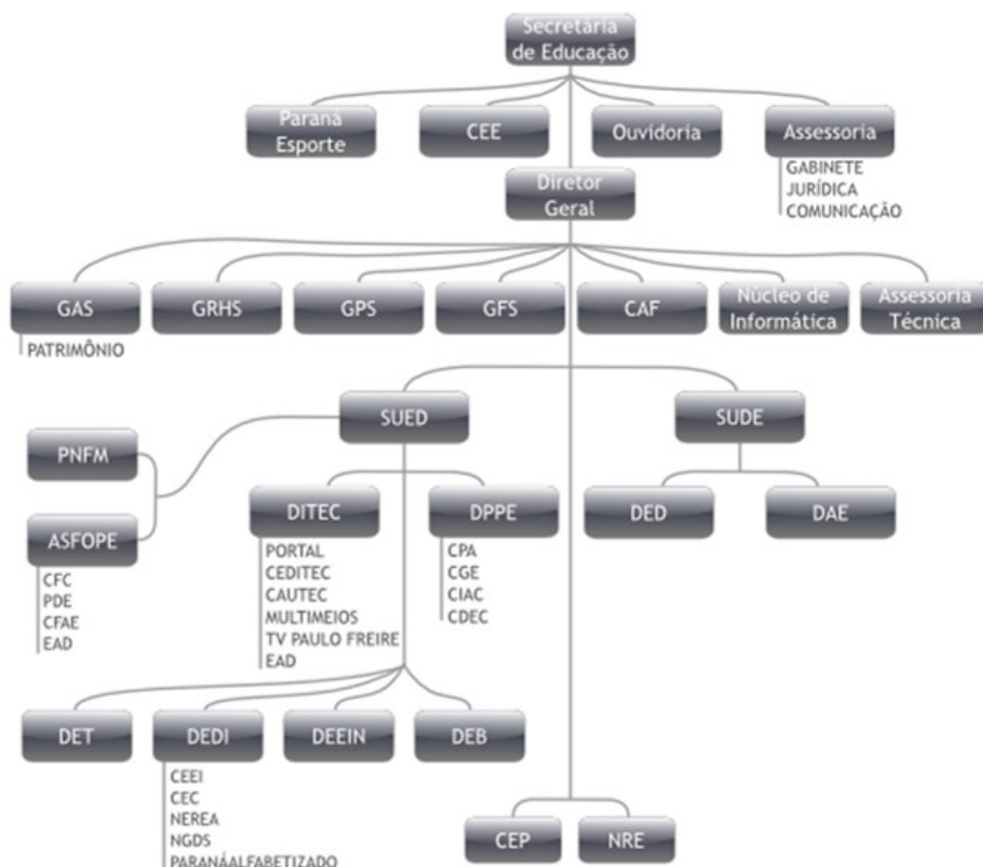 Secretária
de Educação
Paraná
Esporte
CEE
Ouvidoria
Assessoria
GABINETE
JURÍDICA
COMUNICAÇÃO
Diretor
Geral
GAS
GRHS
GPS
GFS
CAF
Núcleo de
Informática
Assessoria
Técnica
PATRIMÔNIO
SUED
SUDE
PNFM
ASFOPE
CFC
PDE
CFAE
EAD
DITEC
PORTAL
CEDITEC
CAUTEC
MULTIMEIOS
TV PAULO FREIRE
EAD
DPPE
CPA
CGE
CIAC
CDEC
DED
DAE
DET
DEDI
CEEI
CEC
NEREA
NGDS
PARANÁALFABETIZADO
DEEIN
DEB
CEP
NRE